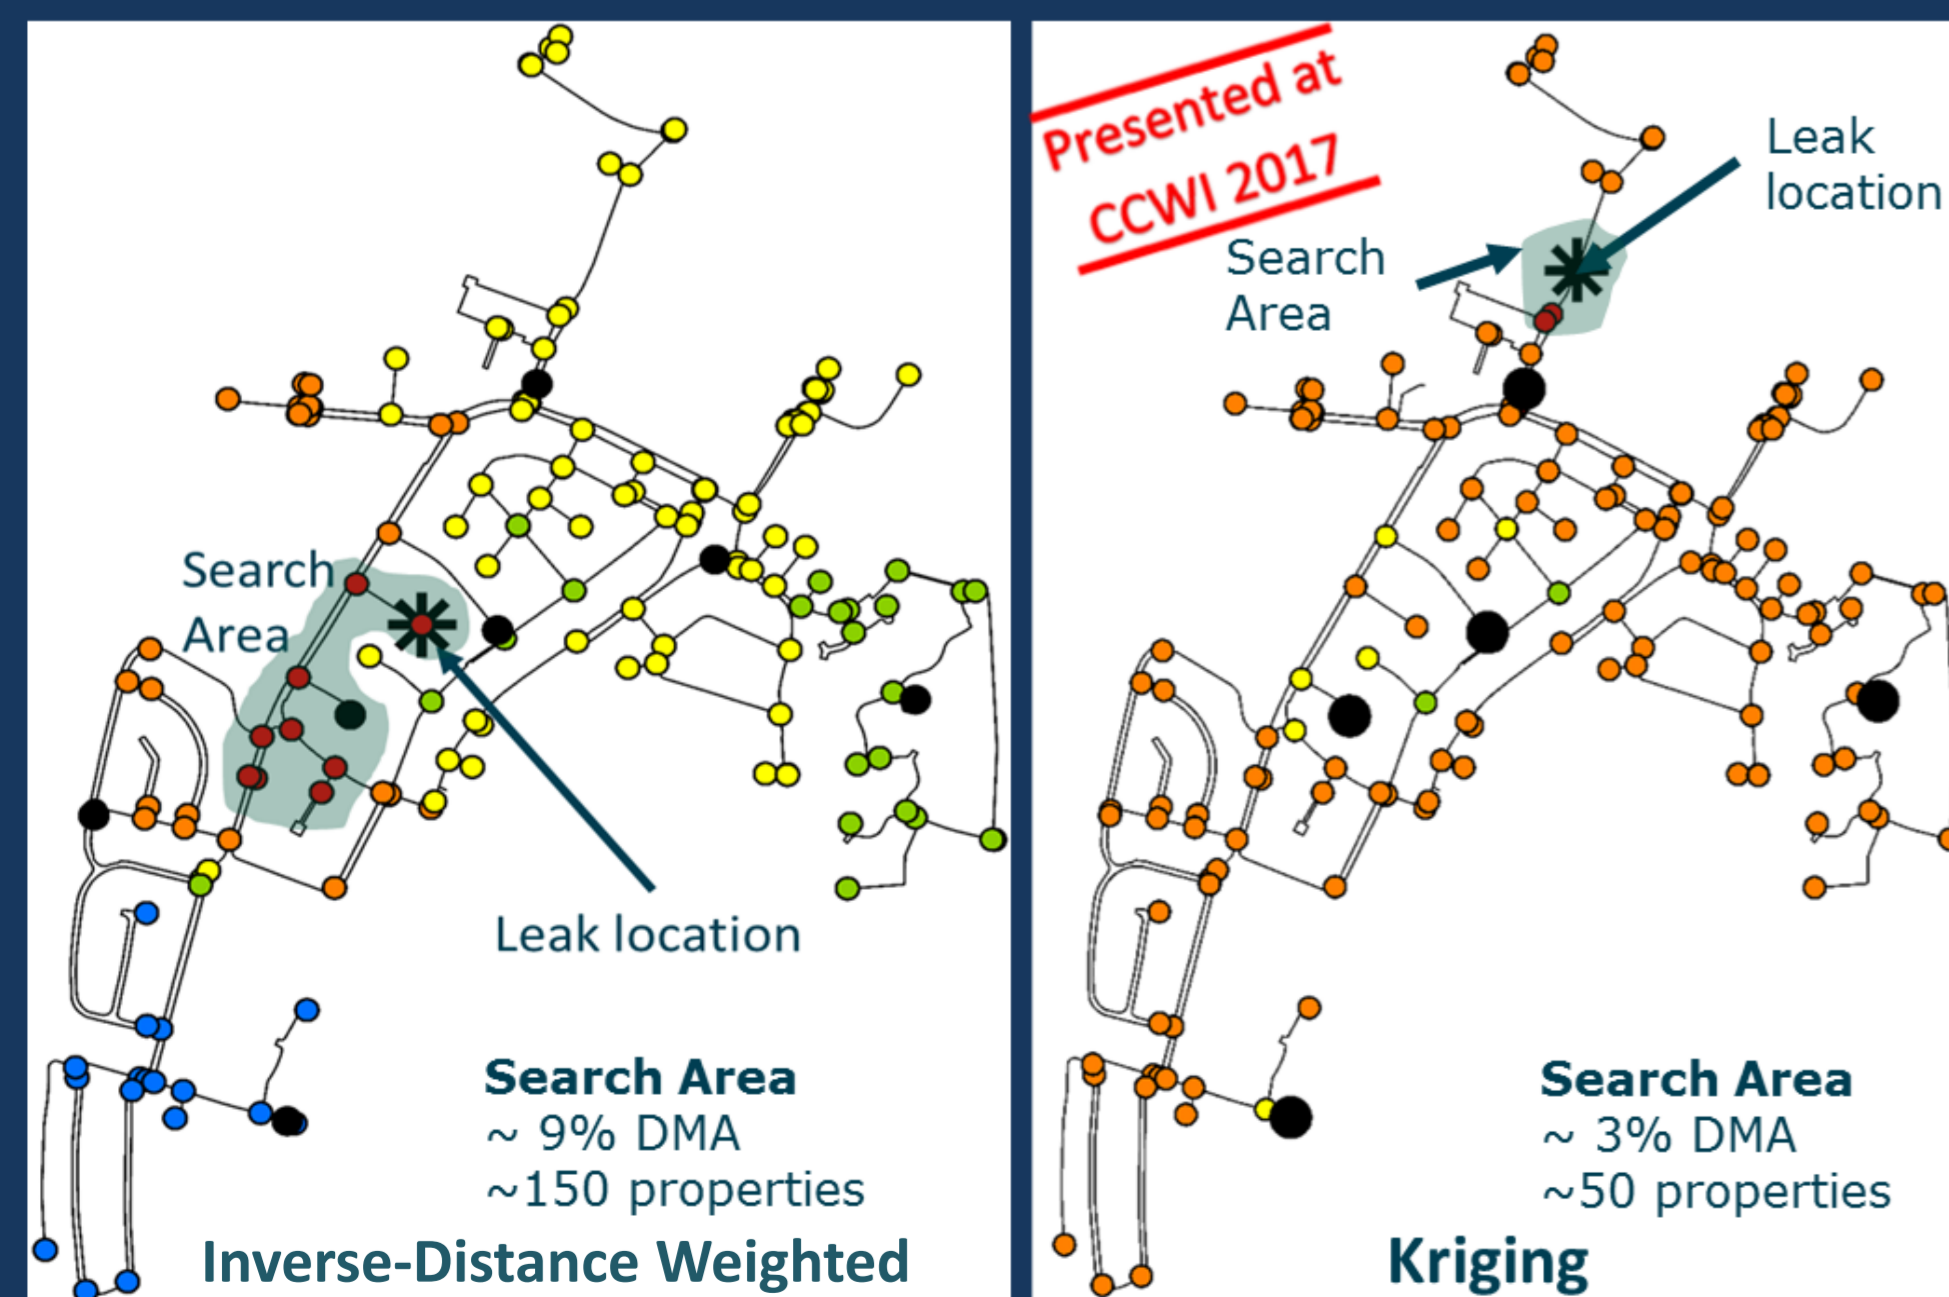 Search
Area
Leak location
Search Area
~ 9% DMA
~150 properties
Inverse-Distance Weighted
Presented at
CCWI 2017
Leak
location
Search
Area
Search Area
~ 3% DMA
~50 properties
Kriging